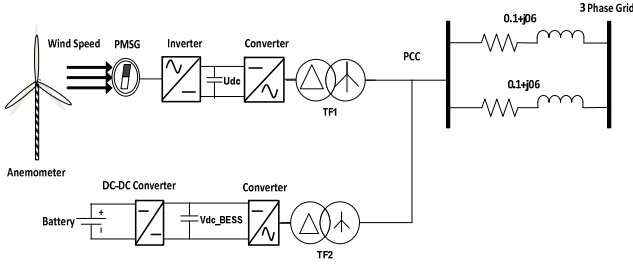 3 Phase Grid
0.1+j06
Wind Speed
PMSG
Inverter
Converter
PCC
Udc
0.1+j06
TF1
Anemometer
DC-DC Converter
Converter
Battery
+
Vdc_BESS
TF2